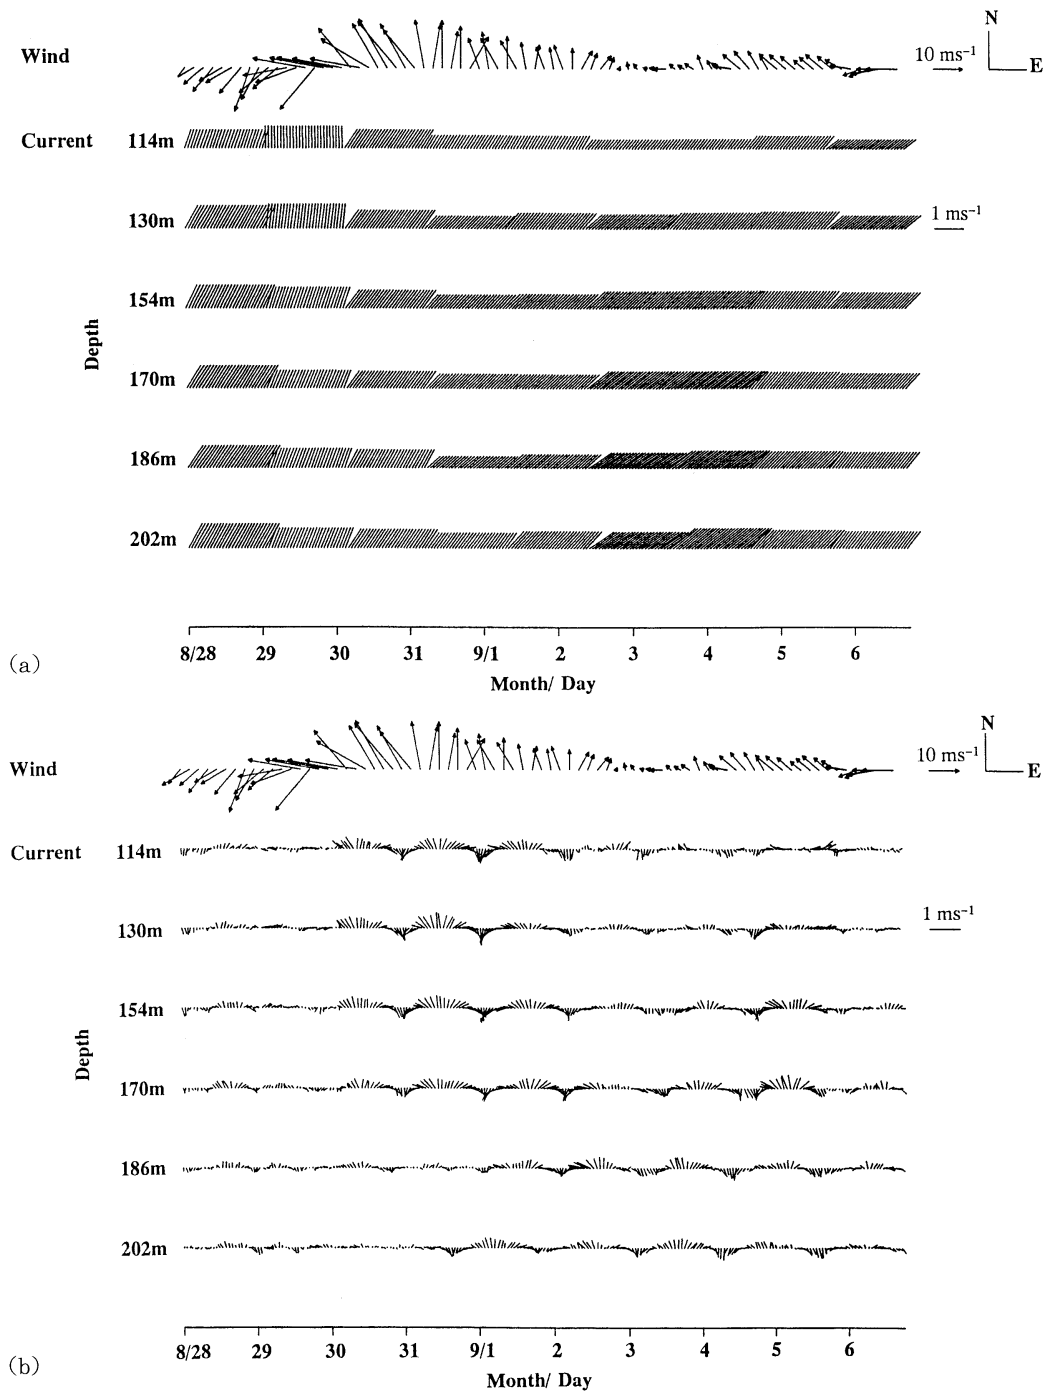 N
Wind
10 ms⁻¹
E
Current
114m
130m
1 ms⁻¹
154m
Depth
170m
186m
202m
8/28 29 30 31 9/1 2 3 4 5 6
(a)
Month/ Day
N
Wind
10 ms⁻¹
E
Current
114m
130m
1 ms⁻¹
154m
Depth
170m
186m
202m
8/28 29 30 31 9/1 2 3 4 5 6
(b)
Month/ Day